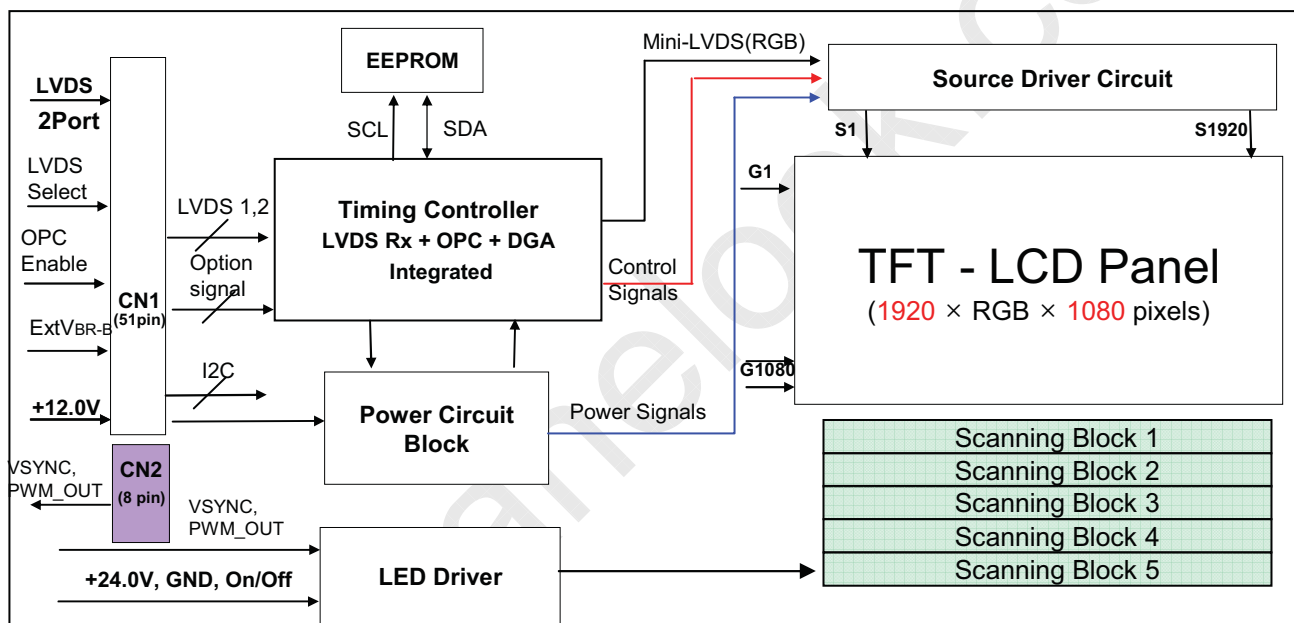 Mini-LVDS(RGB)
EEPROM
Source Driver Circuit
LVDS
2Port
SCL
SDA
S1
S1920
LVDS
Select
G1
LVDS 1,2
Timing Controller
LVDS Rx + OPC + DGA
Integrated
OPC
Enable
Option
signal
Control
Signals
TFT - LCD Panel
(1920 × RGB × 1080 pixels)
CN1
(51pin)
ExtVBR-B
G1080
I2C
+12.0V
Power Circuit
Block
Power Signals
Scanning Block 1
Scanning Block 2
Scanning Block 3
Scanning Block 4
Scanning Block 5
CN2
(8 pin)
VSYNC,
PWM_OUT
VSYNC,
PWM_OUT
+24.0V, GND, On/Off
LED Driver